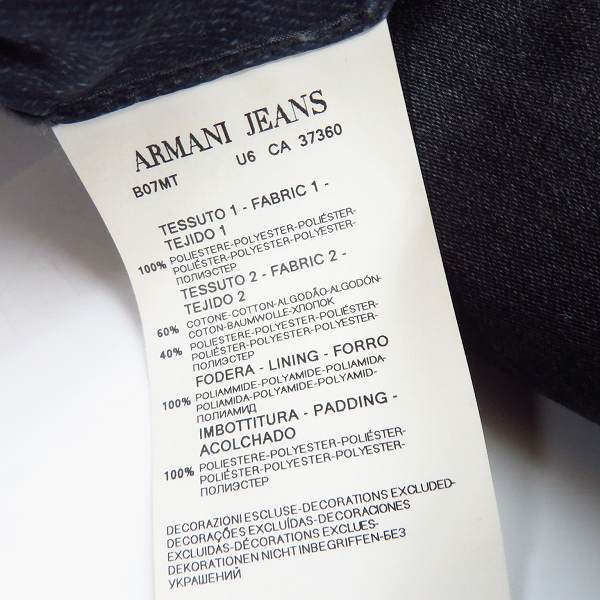 ARMANI JEANS
B07MT U6 CA 37360
TESSUTO 1 - FABRIC 1 -
TEJIDO 1
100% POLIESTERE-POLYESTER-POLIÉSTER-
POLIÉSTER-POLYESTER-POLYESTER-
ПОЛИЭСТЕР
TESSUTO 2 - FABRIC 2 -
TEJIDO 2
60% COTONE-COTTON-ALGODÃO-ALGODÓN-
COTON-BAUMWOLLE-ХЛОПОК
40% POLIESTERE-POLYESTER-POLIÉSTER-
POLIÉSTER-POLYESTER-POLYESTER-
ПОЛИЭСТЕР
FODERA - LINING - FORRO
100% POLIAMMIDE-POLYAMIDE-POLIAMIDA-
POLIAMIDA-POLYAMIDE-POLYAMID-
ПОЛИАМИД
IMBOTTITURA - PADDING -
ACOLCHADO
100% POLIESTERE-POLYESTER-POLIÉSTER-
POLIÉSTER-POLYESTER-POLYESTER-
ПОЛИЭСТЕР
DECORAZIONI ESCLUSE-DECORATIONS EXCLUDED-
DECORAÇÕES EXCLUÍDAS-DECORACIONES
EXCLUIDAS-DÉCORATIONS EXCLUES-
DEKORATIONEN NICHT INBEGRIFFEN-БЕЗ
УКРАШЕНИЙ